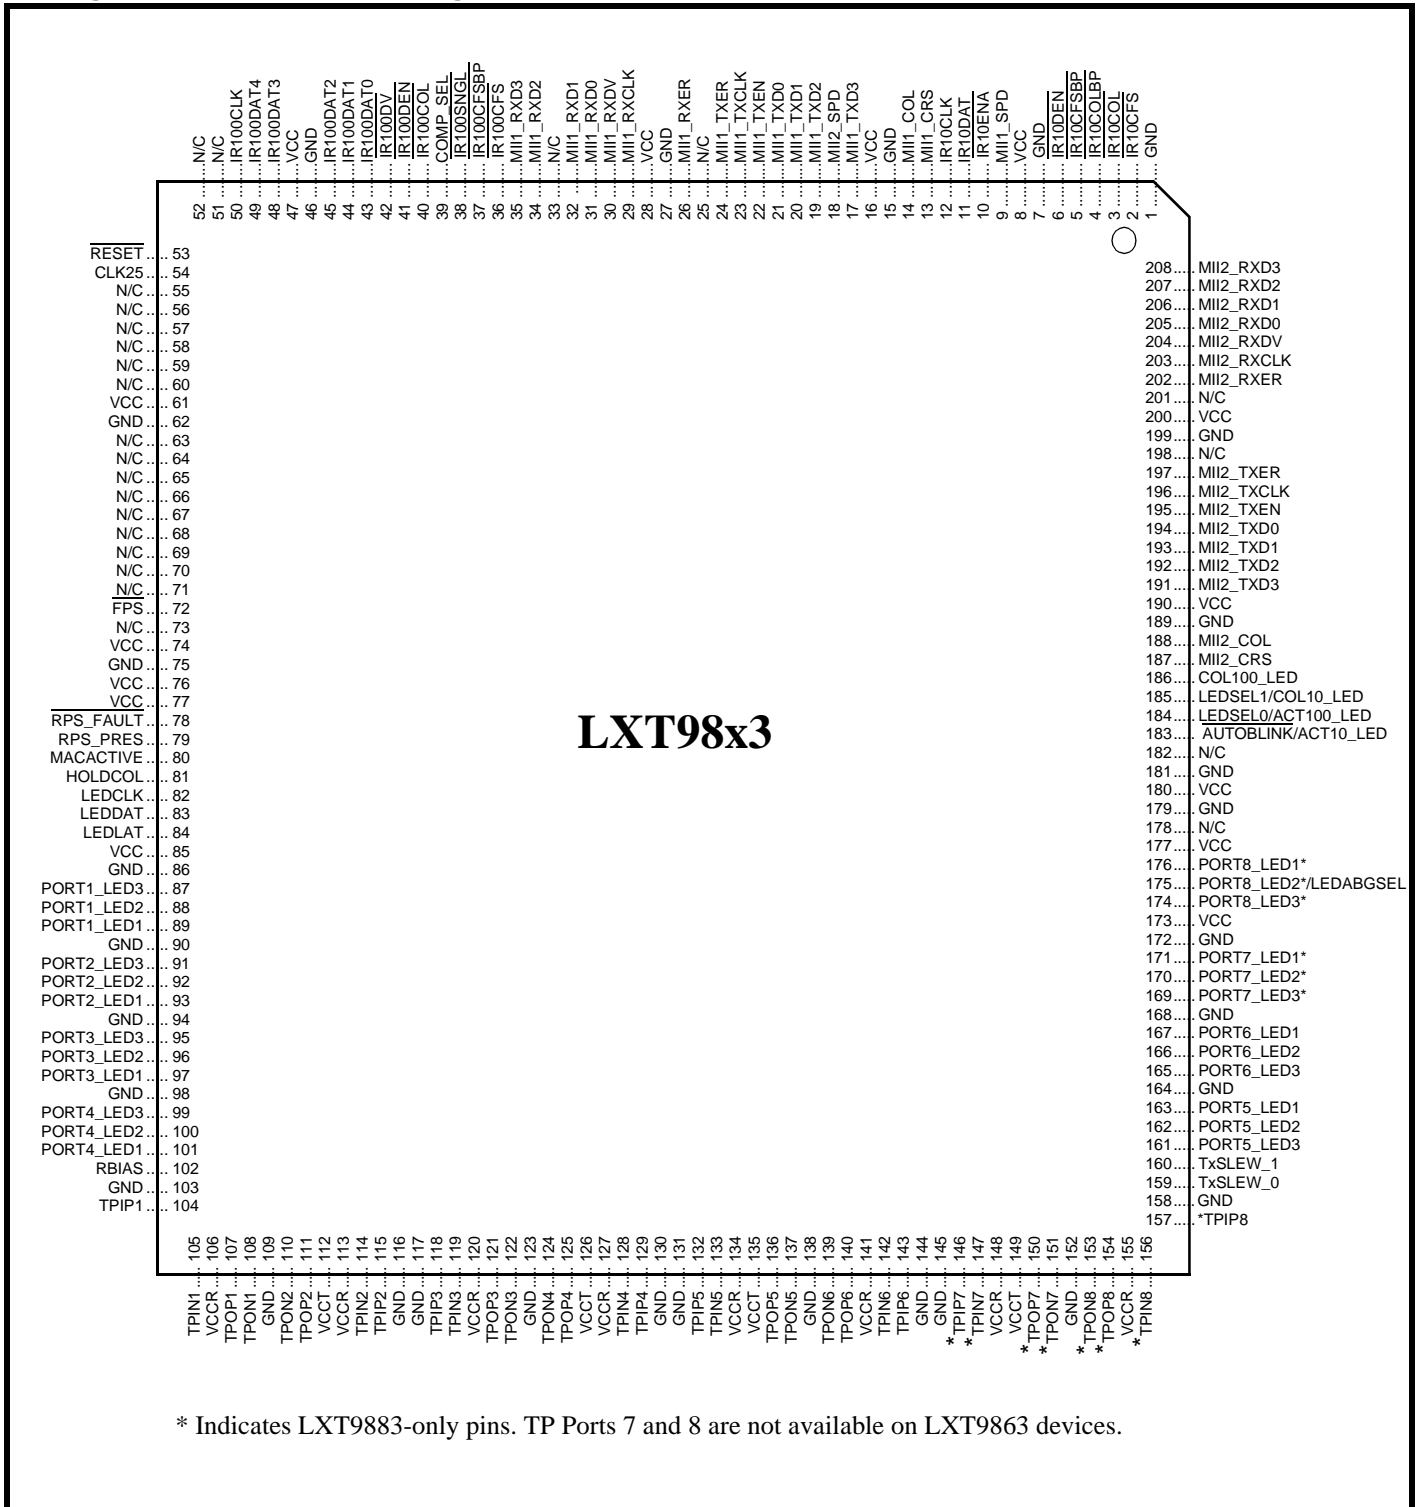 52.......N/C
51.......N/C
50.......IR100CLK
49.......IR100DAT4
48.......IR100DAT3
47.......VCC
46.......GND
45.......IR100DAT2
44.......IR100DAT1
43.......IR100DAT0
42.......IR100DV
41.......IR100DEN
40.......IR100COL
39.......COMP_SEL
38.......IR100SNGL
37.......IR100CFSBP
36.......IR100CFS
35.......MII1_RXD3
34.......MII1_RXD2
33.......N/C
32.......MII1_RXD1
31.......MII1_RXD0
30.......MII1_RXDV
29.......MII1_RXCLK
28.......VCC
27.......GND
26.......MII1_RXER
25.......N/C
24.......MII1_TXER
23.......MII1_TXCLK
22.......MII1_TXEN
21.......MII1_TXD0
20.......MII1_TXD1
19.......MII1_TXD2
18.......MII2_SPD
17.......MII1_TXD3
16.......VCC
15.......GND
14.......MII1_COL
13.......MII1_CRS
12.......IR10CLK
11.......IR10DAT
10.......IR10ENA
9.......MII1_SPD
8.......VCC
7.......GND
6.......IR10DEN
5.......IR10CFSBP
4.......IR10COLBP
3.......IR10COL
2.......IR10CFS
1.......GND
RESET..... 53
CLK25..... 54
N/C..... 55
N/C..... 56
N/C..... 57
N/C..... 58
N/C..... 59
N/C..... 60
VCC..... 61
GND..... 62
N/C..... 63
N/C..... 64
N/C..... 65
N/C..... 66
N/C..... 67
N/C..... 68
N/C..... 69
N/C..... 70
N/C..... 71
FPS..... 72
N/C..... 73
VCC..... 74
GND..... 75
VCC..... 76
VCC..... 77
RPS_FAULT..... 78
RPS_PRES..... 79
MACACTIVE..... 80
HOLDCOL..... 81
LEDCLK..... 82
LEDDAT..... 83
LEDLAT..... 84
VCC..... 85
GND..... 86
PORT1_LED3..... 87
PORT1_LED2..... 88
PORT1_LED1..... 89
GND..... 90
PORT2_LED3..... 91
PORT2_LED2..... 92
PORT2_LED1..... 93
GND..... 94
PORT3_LED3..... 95
PORT3_LED2..... 96
PORT3_LED1..... 97
GND..... 98
PORT4_LED3..... 99
PORT4_LED2..... 100
PORT4_LED1..... 101
RBIAS..... 102
GND..... 103
TPIP1..... 104
LXT98x3
208..... MII2_RXD3
207..... MII2_RXD2
206..... MII2_RXD1
205..... MII2_RXD0
204..... MII2_RXDV
203..... MII2_RXCLK
202..... MII2_RXER
201..... N/C
200..... VCC
199..... GND
198..... N/C
197..... MII2_TXER
196..... MII2_TXCLK
195..... MII2_TXEN
194..... MII2_TXD0
193..... MII2_TXD1
192..... MII2_TXD2
191..... MII2_TXD3
190..... VCC
189..... GND
188..... MII2_COL
187..... MII2_CRS
186..... COL100_LED
185..... LEDSEL1/COL10_LED
184..... LEDSEL0/ACT100_LED
183..... AUTOBLINK/ACT10_LED
182..... N/C
181..... GND
180..... VCC
179..... GND
178..... N/C
177..... VCC
176..... PORT8_LED1*
175..... PORT8_LED2*/LEDABGSEL
174..... PORT8_LED3*
173..... VCC
172..... GND
171..... PORT7_LED1*
170..... PORT7_LED2*
169..... PORT7_LED3*
168..... GND
167..... PORT6_LED1
166..... PORT6_LED2
165..... PORT6_LED3
164..... GND
163..... PORT5_LED1
162..... PORT5_LED2
161..... PORT5_LED3
160..... TxSLEW_1
159..... TxSLEW_0
158..... GND
157..... *TPIP8
TPIN1..... 105
VCCR..... 106
TPOP1..... 107
TPON1..... 108
GND..... 109
TPON2..... 110
TPOP2..... 111
VCCT..... 112
VCCR..... 113
TPIN2..... 114
TPIP2..... 115
GND..... 116
GND..... 117
TPIP3..... 118
TPIN3..... 119
VCCR..... 120
TPOP3..... 121
TPON3..... 122
GND..... 123
TPON4..... 124
TPOP4..... 125
VCCT..... 126
VCCR..... 127
TPIN4..... 128
TPIP4..... 129
GND..... 130
GND..... 131
TPIP5..... 132
TPIN5..... 133
VCCR..... 134
VCCT..... 135
TPOP5..... 136
TPON5..... 137
GND..... 138
TPON6..... 139
TPOP6..... 140
VCCR..... 141
TPIN6..... 142
TPIP6..... 143
GND..... 144
GND..... 145
*TPIP7..... 146
*TPIN7..... 147
VCCR..... 148
VCCT..... 149
*TPOP7..... 150
*TPON7..... 151
GND..... 152
*TPON8..... 153
*TPOP8..... 154
VCCR..... 155
*TPIN8..... 156
* Indicates LXT9883-only pins. TP Ports 7 and 8 are not available on LXT9863 devices.